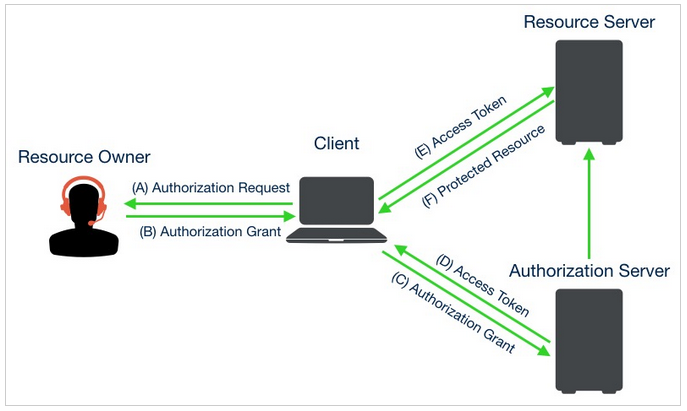 Resource Server
Client
Resource Owner
(E) Access Token
(F) Protected Resource
(A) Authorization Request
(B) Authorization Grant
(D) Access Token
(C) Authorization Grant
Authorization Server